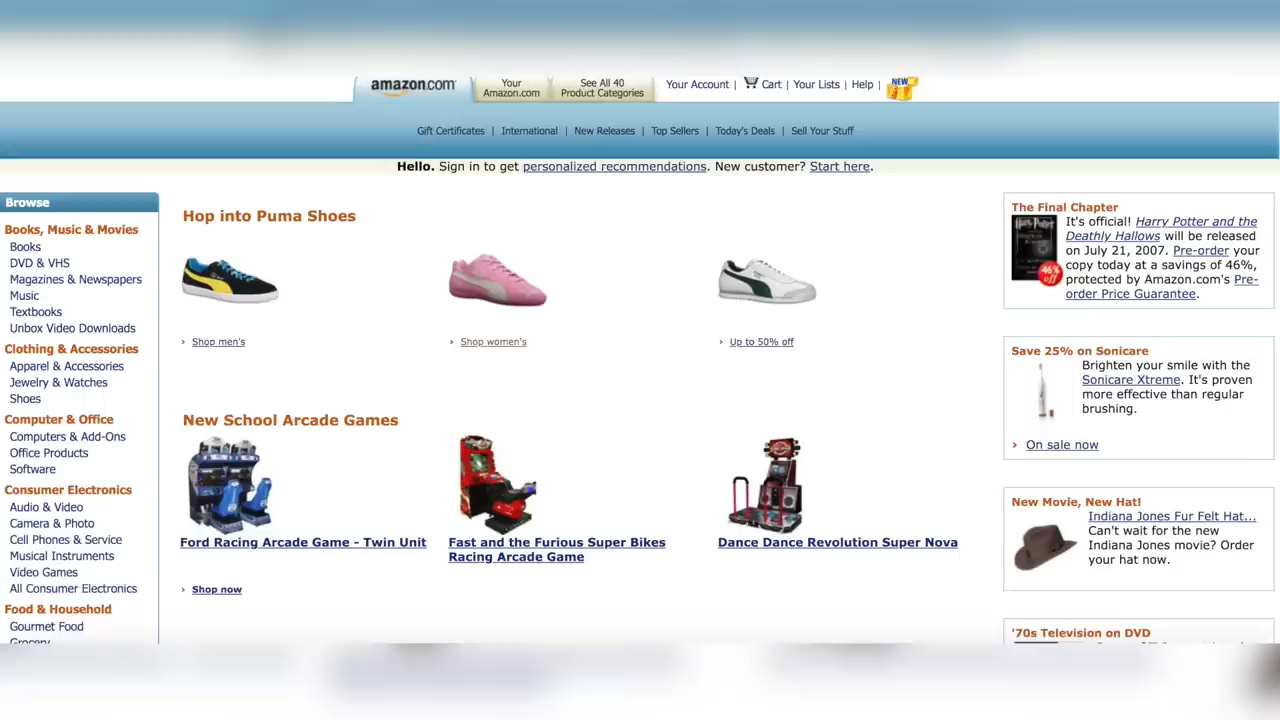 amazon.com
Your
Amazon.com
See All 40
Product Categories
Your Account | Cart | Your Lists | Help |
NEW
Gift Certificates | International | New Releases | Top Sellers | Today's Deals | Sell Your Stuff
Hello. Sign in to get personalized recommendations. New customer? Start here.
Browse
Books, Music & Movies
Books
DVD & VHS
Magazines & Newspapers
Music
Textbooks
Unbox Video Downloads
Clothing & Accessories
Apparel & Accessories
Jewelry & Watches
Shoes
Computer & Office
Computers & Add-Ons
Office Products
Software
Consumer Electronics
Audio & Video
Camera & Photo
Cell Phones & Service
Musical Instruments
Video Games
All Consumer Electronics
Food & Household
Gourmet Food
Grocery
Hop into Puma Shoes
› Shop men's
› Shop women's
› Up to 50% off
New School Arcade Games
Ford Racing Arcade Game - Twin Unit
Fast and the Furious Super Bikes
Racing Arcade Game
Dance Dance Revolution Super Nova
› Shop now
The Final Chapter
It's official! Harry Potter and the
Deathly Hallows will be released
on July 21, 2007. Pre-order your
copy today at a savings of 46%,
protected by Amazon.com's Pre-
order Price Guarantee.
46%
off
Save 25% on Sonicare
Brighten your smile with the
Sonicare Xtreme. It's proven
more effective than regular
brushing.
› On sale now
New Movie, New Hat!
Indiana Jones Fur Felt Hat...
Can't wait for the new
Indiana Jones movie? Order
your hat now.
'70s Television on DVD